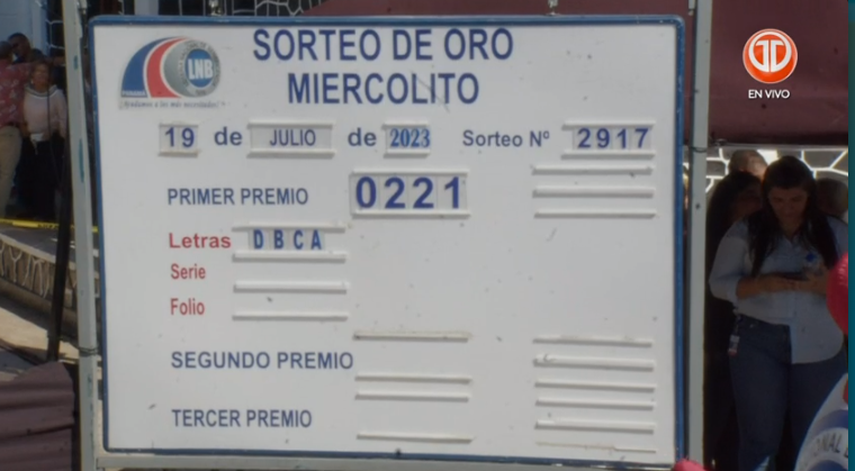 SORTEO DE ORO
MIERCOLITO
LNB
PANAMÁ
19 de JULIO de 2023 Sorteo Nº 2917
PRIMER PREMIO 0221
Letras DBCA
Serie
Folio
SEGUNDO PREMIO
TERCER PREMIO
EN VIVO